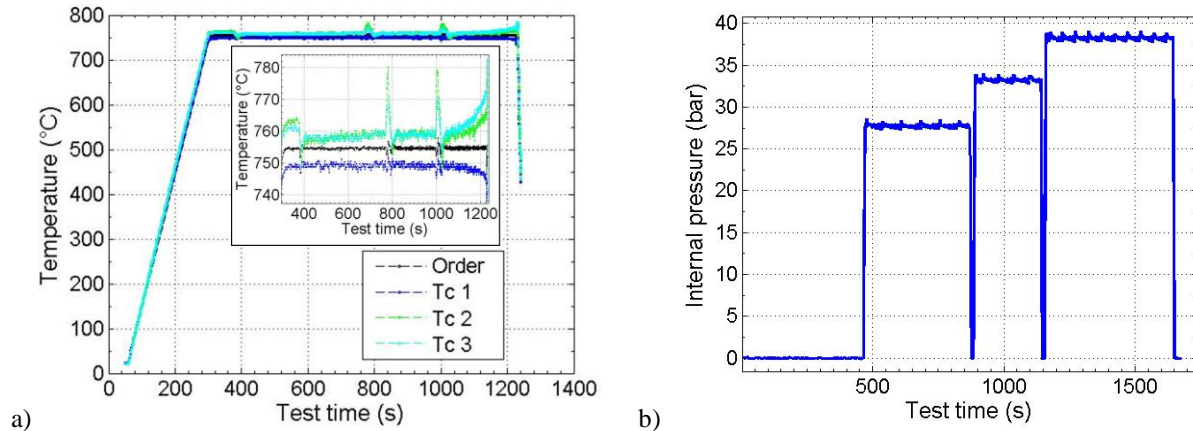 800
700
600
500
400
300
200
100
0
Temperature (°C)
0 200 400 600 800 1000 1200 1400
Test time (s)
780
770
760
750
740
Temperature (°C)
400 600 800 1000 1200
Test time (s)
Order
Tc 1
Tc 2
Tc 3
a)
40
35
30
25
20
15
10
5
0
Internal pressure (bar)
500 1000 1500
Test time (s)
b)